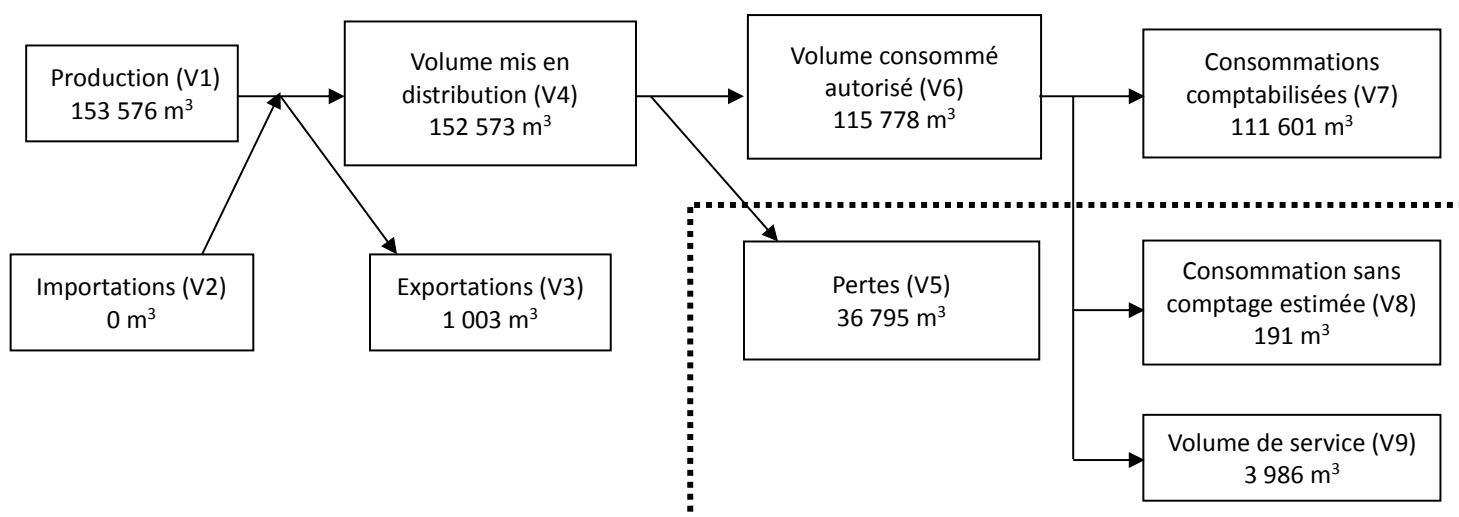 Production (V1)
153 576 m³
Volume mis en
distribution (V4)
152 573 m³
Volume consommé
autorisé (V6)
115 778 m³
Consommations
comptabilisées (V7)
111 601 m³
Importations (V2)
0 m³
Exportations (V3)
1 003 m³
Pertes (V5)
36 795 m³
Consommation sans
comptage estimée (V8)
191 m³
Volume de service (V9)
3 986 m³